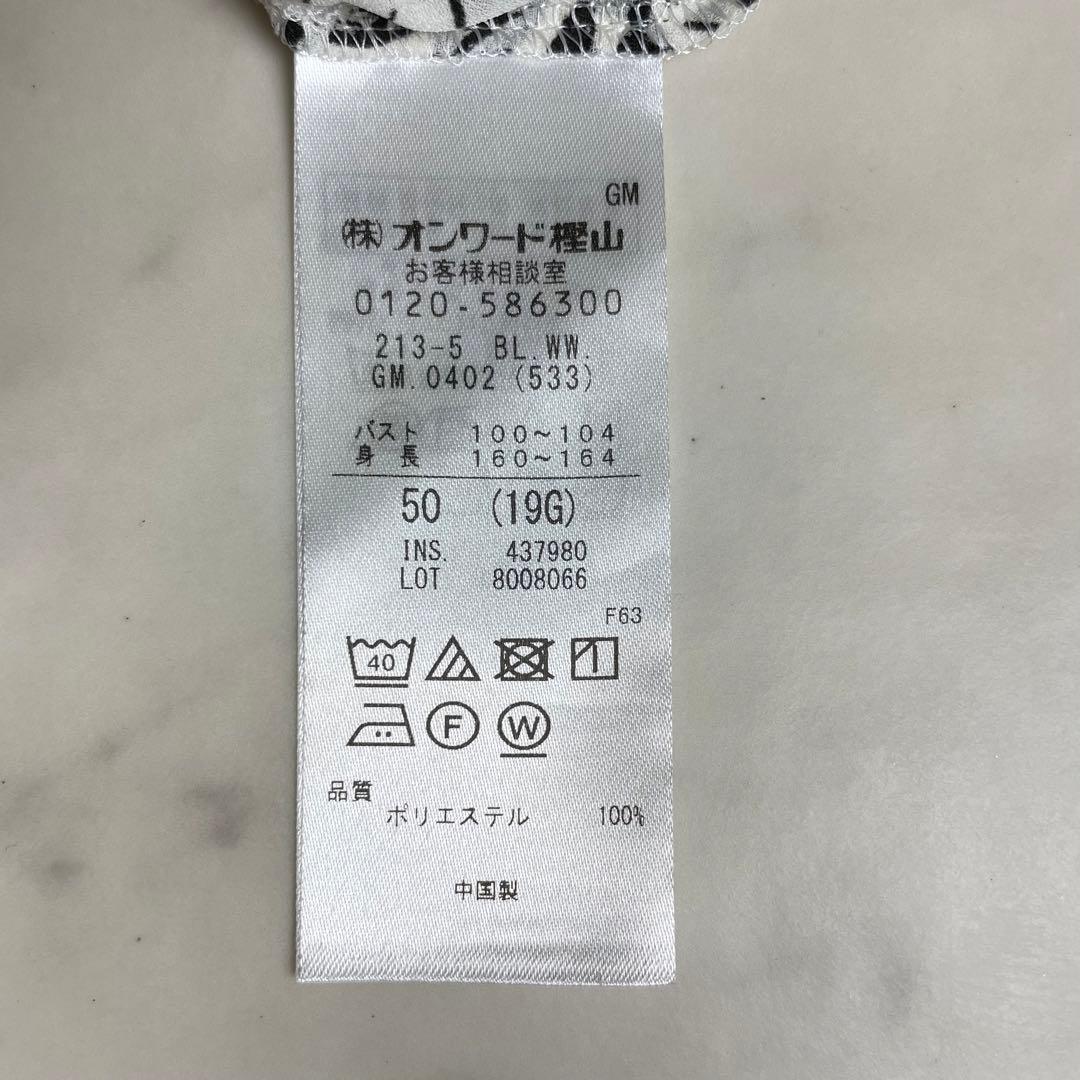 GM
㈱オンワード樫山
お客様相談室
0120-586300
213-5 BL.WW.
GM.0402 (533)
バスト 100~104
身長 160~164
50 (19G)
INS. 437980
LOT 8008066
F63
40
F W
品質
ポリエステル 100%
中国製